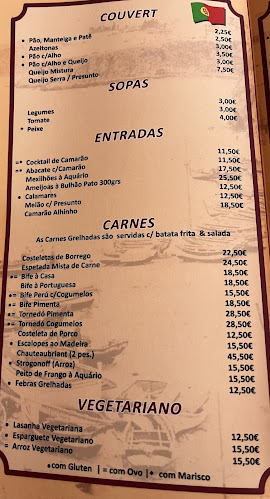 COUVERT
• Pão, Manteiga e Patê 2,25€
Azeitonas 2,50€
• Pão c/Alho 3,00€
• Pão c/Alho e Queijo 3,50€
Queijo Mistura 3,00€
Queijo Serra / Presunto 7,50€
SOPAS
Legumes 3,00€
Tomate 3,00€
* Peixe 4,00€
ENTRADAS
Cocktail de Camarão 11,50€
Abacate c/Camarão 11,50€
Mexilhões à Aquário 17,50€
Ameijoas à Bulhão Pato 300grs 25,50€
• Calamares 12,50€
Melão c/ Presunto 12,50€
Camarão Alhinho 18,50€
CARNES
As Carnes Grelhadas são servidas c/ batata frita & salada
Costeletas de Borrego 22,50€
Espetada Mista de Carne 24,50€
•= Bife à Casa 18,50€
Bife à Portuguesa 18,50€
•= Bife Perú c/Cogumelos 15,50€
•= Bife Pimenta 18,50€
•= Tornedó Pimenta 28,50€
•= Tornedó Cogumelos 28,50€
Costeleta de Porco 12,50€
• Escalopes ao Madeira 15,50€
Chauteaubriant (2 pes.) 45,50€
• Strogonoff (Arroz) 15,50€
Peito de Frango à Aquário 12,50€
• Febras Grelhadas 12,50€
VEGETARIANO
• Lasanha Vegetariana 12,50€
• Esparguete Vegetariano 15,50€
= Arroz Vegetariano 15,50€
•com Gluten | = com Ovo |* com Marisco